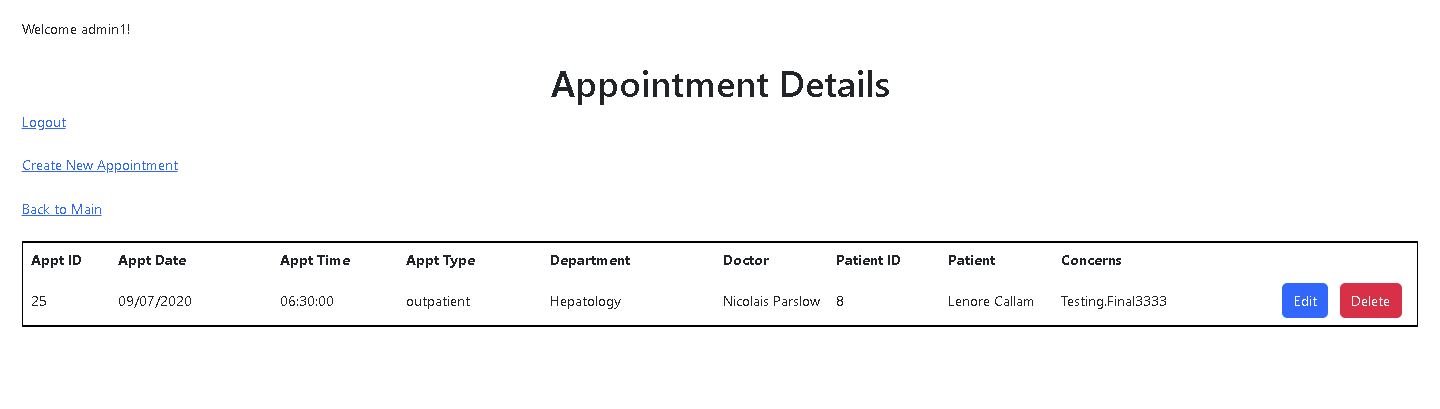 Welcome admin1!
Appointment Details
Logout
Create New Appointment
Back to Main
Appt ID Appt Date Appt Time Appt Type Department Doctor Patient ID Patient Concerns
25 09/07/2020 06:30:00 outpatient Hepatology Nicolais Parslow 8 Lenore Callam Testing.Final3333 Edit Delete